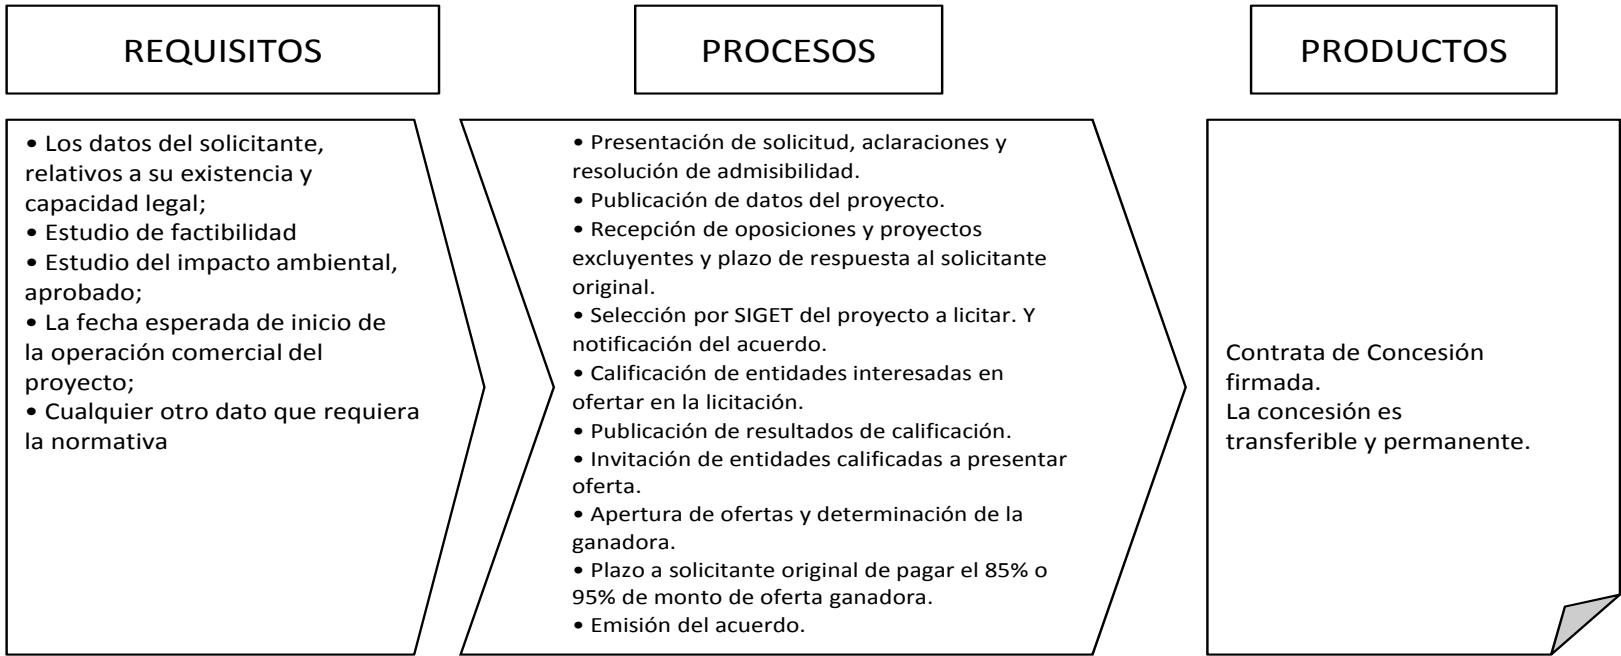 REQUISITOS
PROCESOS
PRODUCTOS
• Los datos del solicitante,
relativos a su existencia y
capacidad legal;
• Estudio de factibilidad
• Estudio del impacto ambiental,
aprobado;
• La fecha esperada de inicio de
la operación comercial del
proyecto;
• Cualquier otro dato que requiera
la normativa
• Presentación de solicitud, aclaraciones y
resolución de admisibilidad.
• Publicación de datos del proyecto.
• Recepción de oposiciones y proyectos
excluyentes y plazo de respuesta al solicitante
original.
• Selección por SIGET del proyecto a licitar. Y
notificación del acuerdo.
• Calificación de entidades interesadas en
ofertar en la licitación.
• Publicación de resultados de calificación.
• Invitación de entidades calificadas a presentar
oferta.
• Apertura de ofertas y determinación de la
ganadora.
• Plazo a solicitante original de pagar el 85% o
95% de monto de oferta ganadora.
• Emisión del acuerdo.
Contrata de Concesión
firmada.
La concesión es
transferible y permanente.